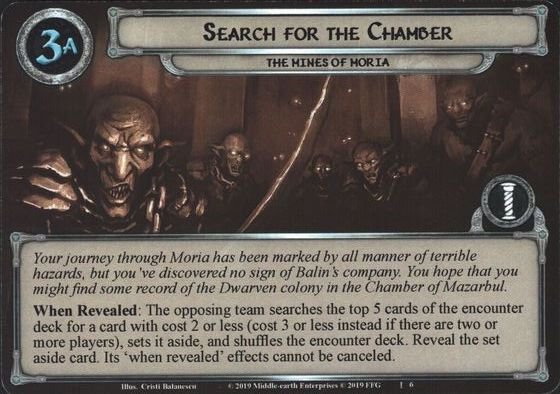 3A
SEARCH FOR THE CHAMBER
THE MINES OF MORIA
Your journey through Moria has been marked by all manner of terrible
hazards, but you've discovered no sign of Balin's company. You hope that you
might find some record of the Dwarven colony in the Chamber of Mazarbul.
When Revealed: The opposing team searches the top 5 cards of the encounter
deck for a card with cost 2 or less (cost 3 or less instead if there are two or
more players), sets it aside, and shuffles the encounter deck. Reveal the set
aside card. Its 'when revealed' effects cannot be canceled.
Illus. Cristi Balanescu © 2019 Middle-earth Enterprises © 2019 FFG 6